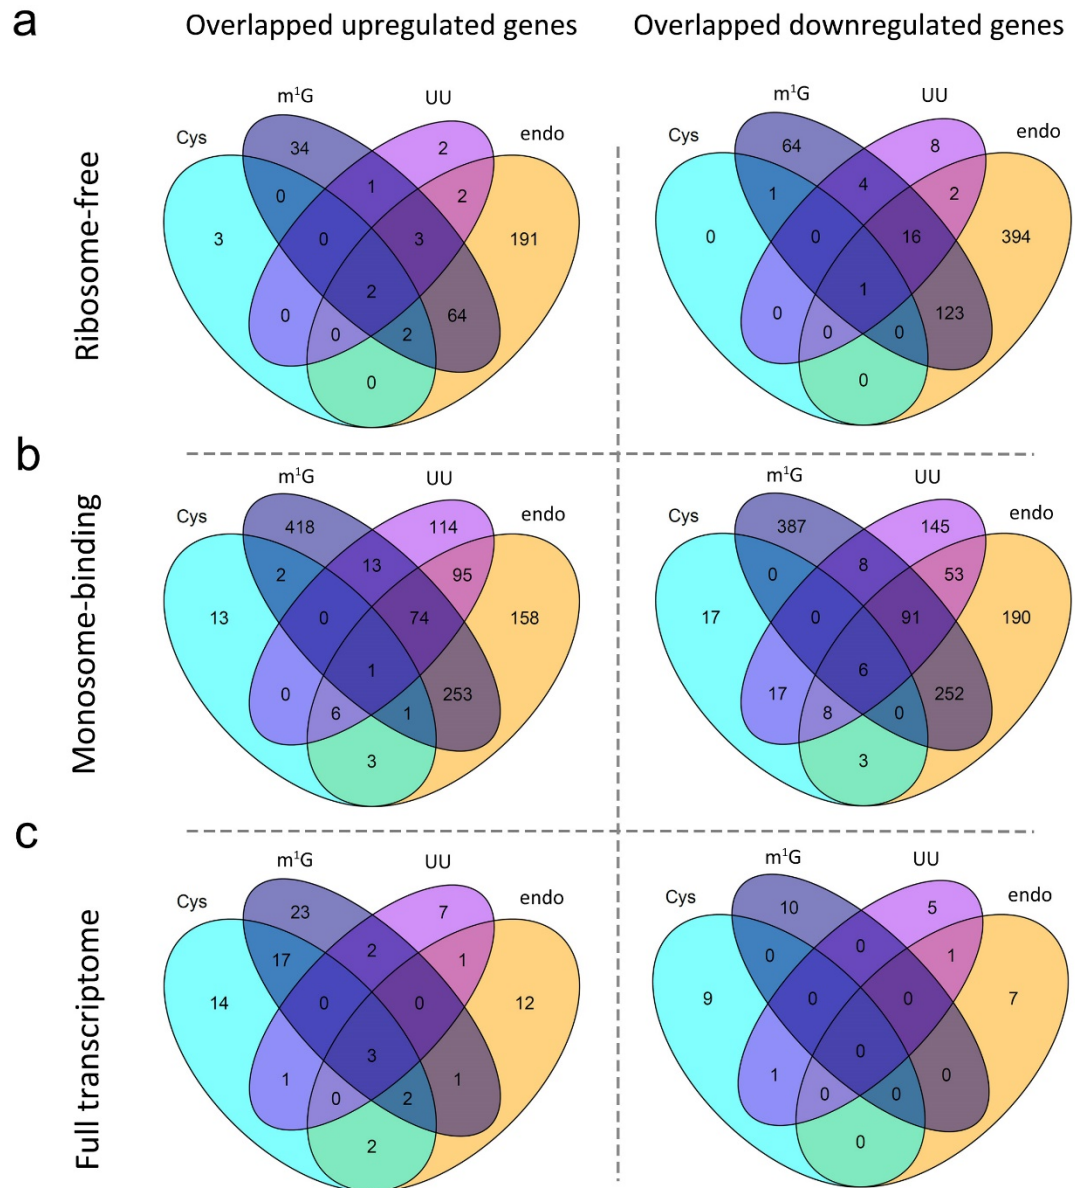 a
Overlapped upregulated genes
Overlapped downregulated genes
Ribosome-free
Cys
m¹G
UU
endo
34
2
0
1
2
3
0
3
191
2
0
0
2
64
0
Cys
m¹G
UU
endo
64
8
1
4
2
0
0
16
394
1
0
0
0
123
0
b
Monosome-binding
Cys
m¹G
UU
endo
418
114
2
13
95
13
0
74
158
1
0
6
1
253
3
Cys
m¹G
UU
endo
387
145
0
8
53
17
0
91
190
6
17
8
0
252
3
c
Full transcriptome
Cys
m¹G
UU
endo
23
7
17
2
1
14
0
0
12
3
1
0
2
1
2
Cys
m¹G
UU
endo
10
5
0
0
1
9
0
0
7
0
1
0
0
0
0